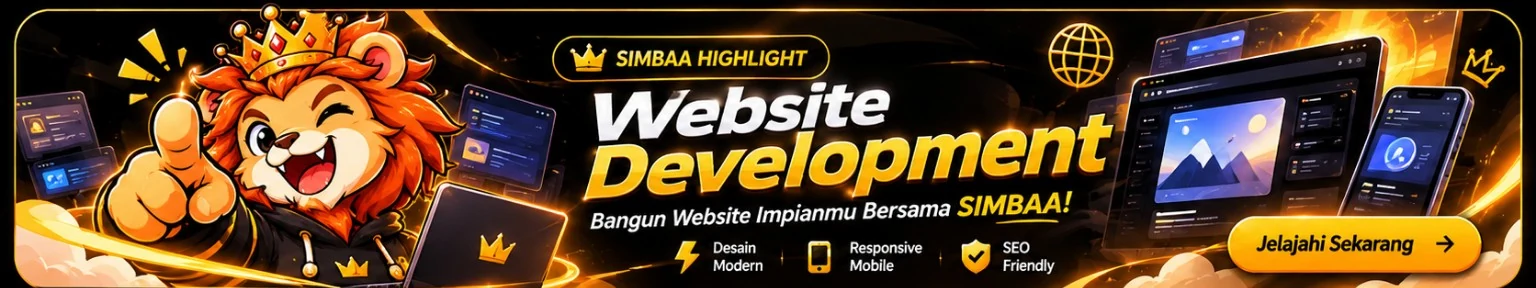 SIMBAA HIGHLIGHT
Website
Development
Bangun Website Impianmu Bersama SIMBAA!
Desain
Modern
Responsive
Mobile
SEO
Friendly
Jelajahi Sekarang →